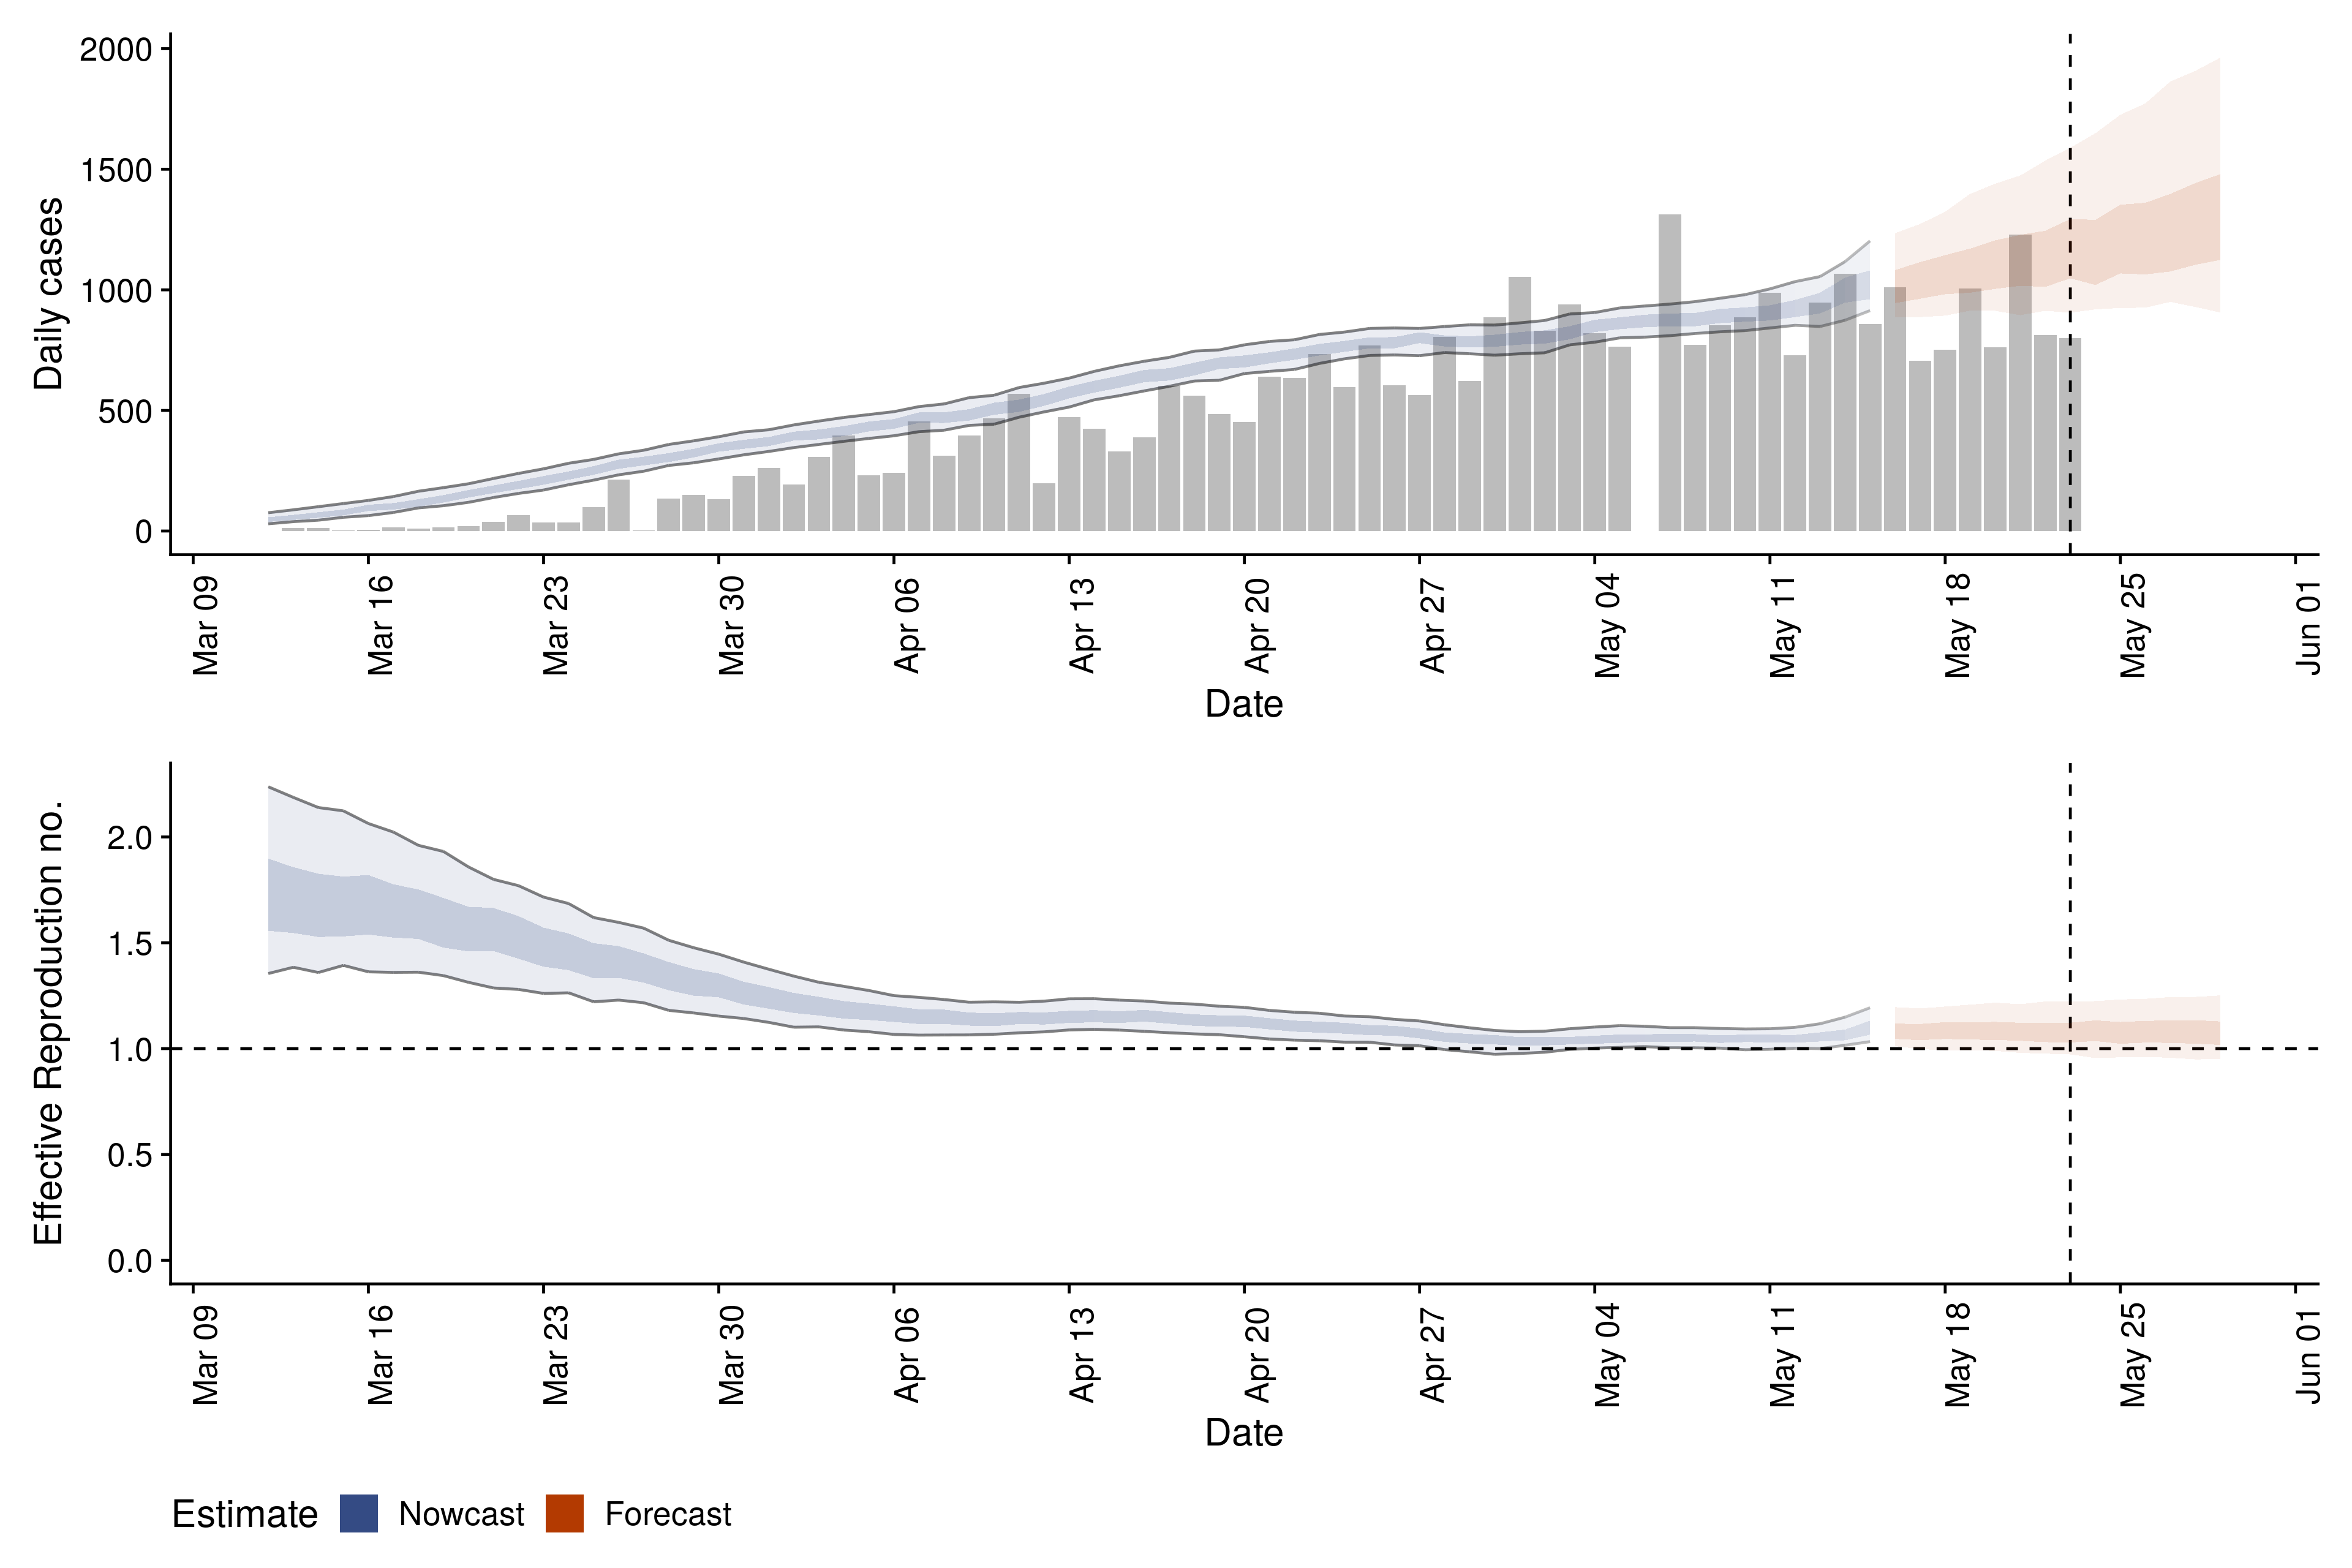 Daily cases
2000
1500
1000
500
0
Mar 09
Mar 16
Mar 23
Mar 30
Apr 06
Apr 13
Apr 20
Apr 27
May 04
May 11
May 18
May 25
Jun 01
Date
Effective Reproduction no.
2.0
1.5
1.0
0.5
0.0
Mar 09
Mar 16
Mar 23
Mar 30
Apr 06
Apr 13
Apr 20
Apr 27
May 04
May 11
May 18
May 25
Jun 01
Date
Estimate Nowcast Forecast